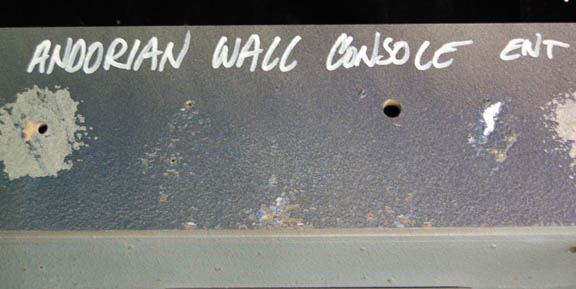 ANDORIAN WALL CONSOLE ENT